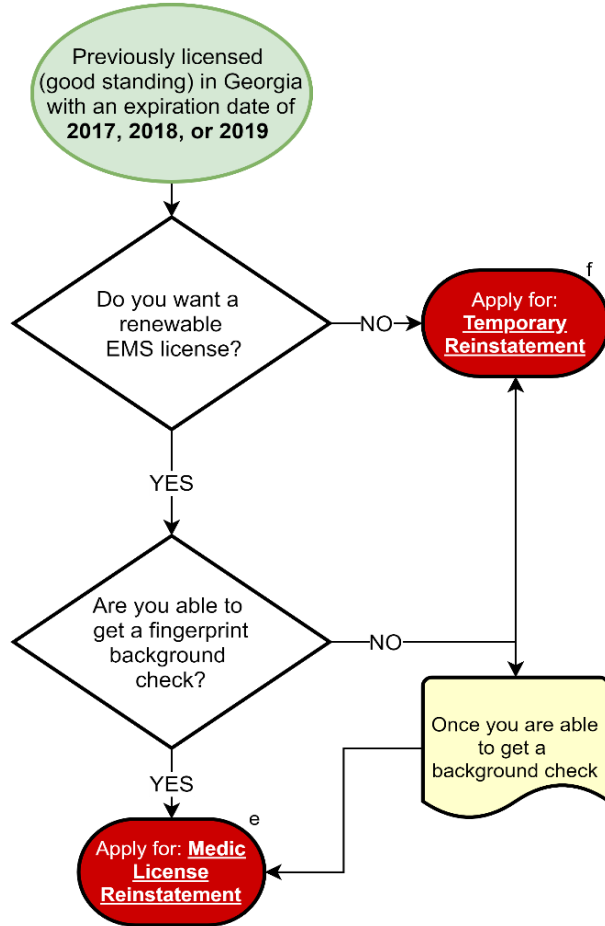 Previously licensed
(good standing) in Georgia
with an expiration date of
2017, 2018, or 2019
Do you want a
renewable
EMS license?
NO
f
Apply for:
Temporary
Reinstatement
YES
Are you able to
get a fingerprint
background
check?
NO
Once you are able
to get a
background check
YES
e
Apply for: Medic
License
Reinstatement